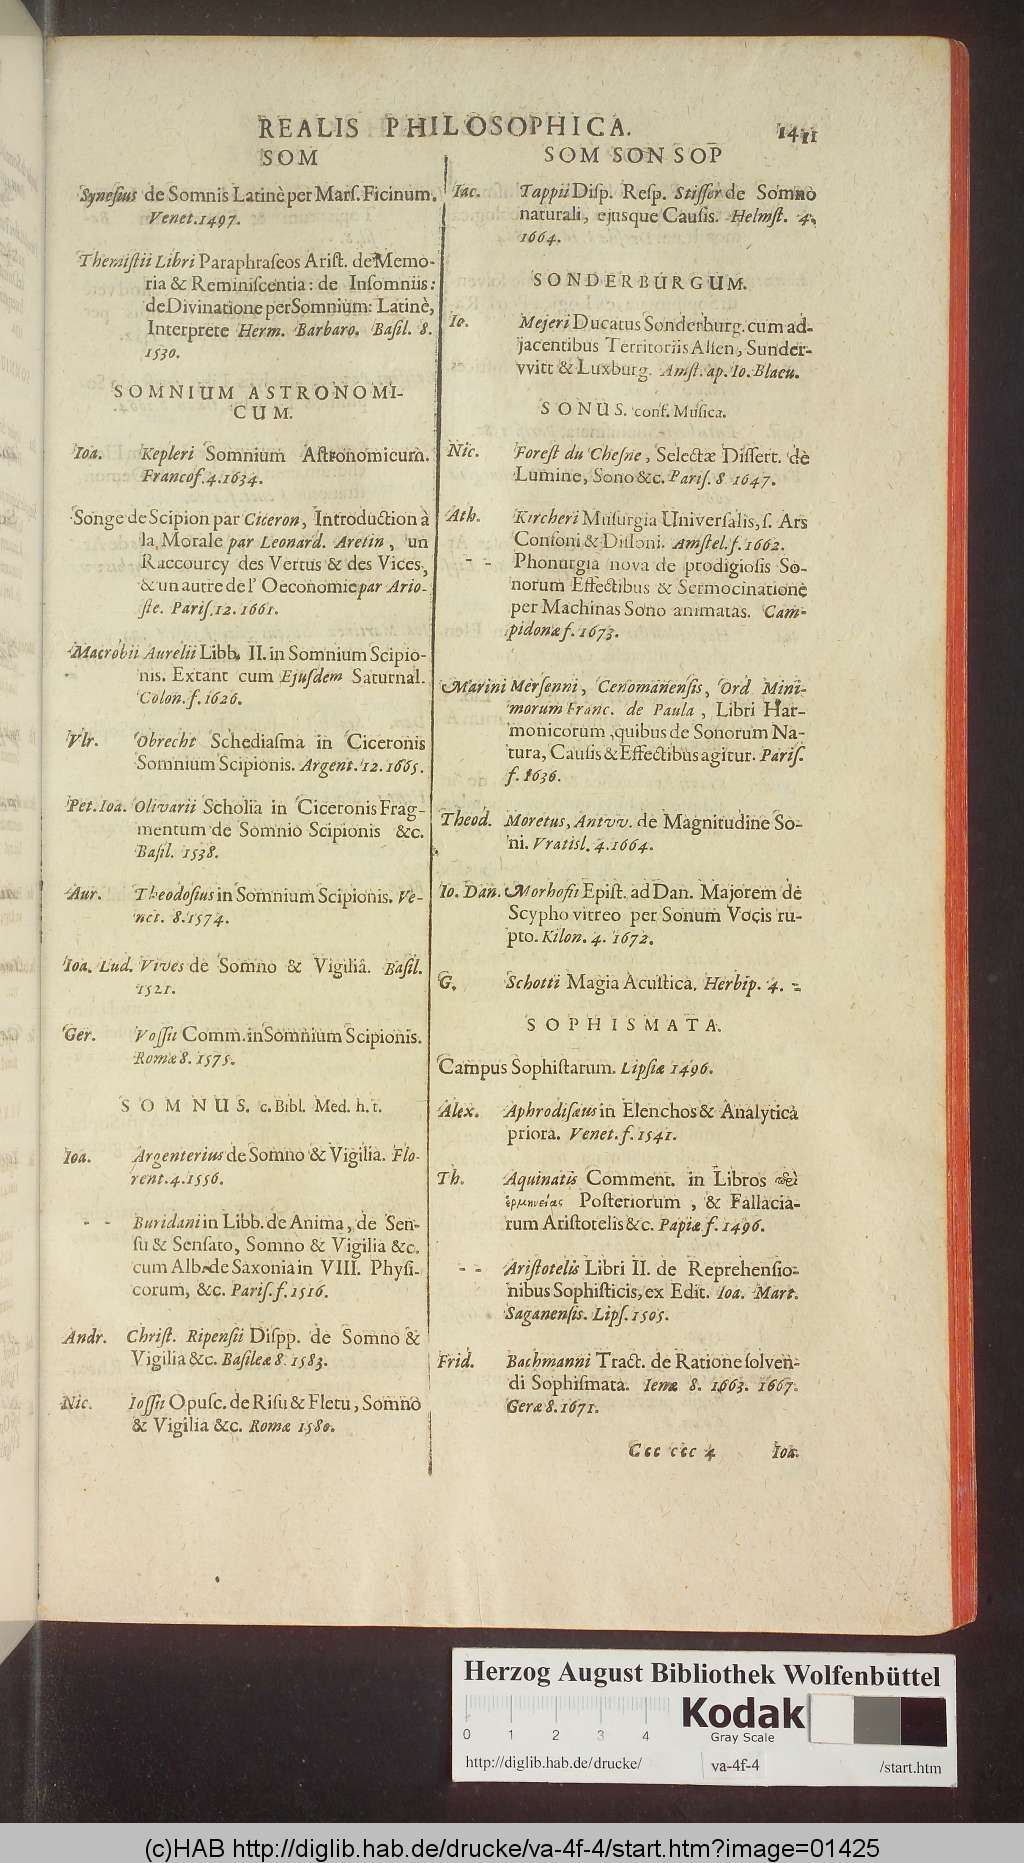 REALIS PHILOSOPHICA.
1411
SOM
Synesius de Somnis Latinè per Mars. Ficinum.
Venet. 1497.
Themistii Libri Paraphraseos Arist. de Memo-
ria & Reminiscentia: de Insomniis:
de Divinatione per Somnium: Latinè,
Interprete Herm. Barbaro. Basil. 8.
1530.
SOMNIUM ASTRONOMI-
CUM.
Ioa. Kepleri Somnium Astronomicum.
Francof. 4. 1634.
Songe de Scipion par Ciceron, Introduction à
la Morale par Leonard. Aretin, un
Raccourcy des Vertus & des Vices,
& un autre de l' Oeconomie par Ario-
ste. Paris. 12. 1661.
Macrobii Aurelii Libb. II. in Somnium Scipio-
nis. Extant cum Ejusdem Saturnal.
Colon. f. 1626.
Vlr. Obrecht Schediasma in Ciceronis
Somnium Scipionis. Argent. 12. 1665.
Pet. Ioa. Olivarii Scholia in Ciceronis Frag-
mentum de Somnio Scipionis &c.
Basil. 1538.
Aur. Theodosius in Somnium Scipionis. Ve-
net. 8. 1574.
Ioa. Lud. Vives de Somno & Vigiliâ. Basil.
1521.
Ger. Vossii Comm. in Somnium Scipionis.
Romæ 8. 1575.
SOMNUS. c. Bibl. Med. h. t.
Ioa. Argenterius de Somno & Vigilia. Flo-
rent. 4. 1556.
- - Buridani in Libb. de Anima, de Sen-
su & Sensato, Somno & Vigilia &c.
cum Alb. de Saxonia in VIII. Physi-
corum, &c. Paris. f. 1516.
Andr. Christ. Ripensii Dispp. de Somno &
Vigilia &c. Basileæ 8. 1583.
Nic. Iossii Opusc. de Risu & Fletu, Somno
& Vigilia &c. Romæ 1580.
SOM SON SOP
Iac. Tappii Disp. Resp. Stisser de Somno
naturali, ejusque Causis. Helmst. 4.
1664.
SONDERBURGUM.
Io. Mejeri Ducatus Sonderburg. cum ad-
jacentibus Territoriis Alsen, Sunder-
vvitt & Luxburg. Amst. ap. Io. Blaeu.
SONUS. conf. Musica.
Nic. Forest du Chesne, Selectæ Dissert. de
Lumine, Sono &c. Paris. 8 1647.
Ath. Kircheri Musurgia Universalis, s. Ars
Consoni & Dissoni. Amstel. f. 1662.
- - Phonurgia nova de prodigiosis So-
norum Effectibus & Sermocinatione
per Machinas Sono animatas. Cam-
pidonæ f. 1673.
Marini Mersenni, Cenomanensis, Ord Mini-
morum Franc. de Paula, Libri Har-
monicorum, quibus de Sonorum Na-
tura, Causis & Effectibus agitur. Paris.
f. 1636.
Theod. Moretus, Antvv. de Magnitudine So-
ni. Vratisl. 4. 1664.
Io. Dan. Morhofii Epist. ad Dan. Majorem de
Scypho vitreo per Sonum Vocis ru-
pto. Kilon. 4. 1672.
G. Schotti Magia Acustica. Herbip. 4. -
SOPHISMATA.
Campus Sophistarum. Lipsiæ 1496.
Alex. Aphrodisæus in Elenchos & Analytica
priora. Venet. f. 1541.
Th. Aquinatis Comment. in Libros περὶ
ἑρμηνείας Posteriorum, & Fallacia-
rum Aristotelis &c. Papiæ f. 1496.
- - Aristotelis Libri II. de Reprehensio-
nibus Sophisticis, ex Edit. Ioa. Mart.
Saganensis. Lips. 1505.
Frid. Bachmanni Tract. de Ratione solven-
di Sophismata. Ienæ 8. 1663. 1667.
Geræ 8. 1671.
Ccc ccc 4 Ioa.
Herzog August Bibliothek Wolfenbüttel
0 1 2 3 4
Kodak
Gray Scale
http://diglib.hab.de/drucke/ va-4f-4 /start.htm
(c)HAB http://diglib.hab.de/drucke/va-4f-4/start.htm?image=01425